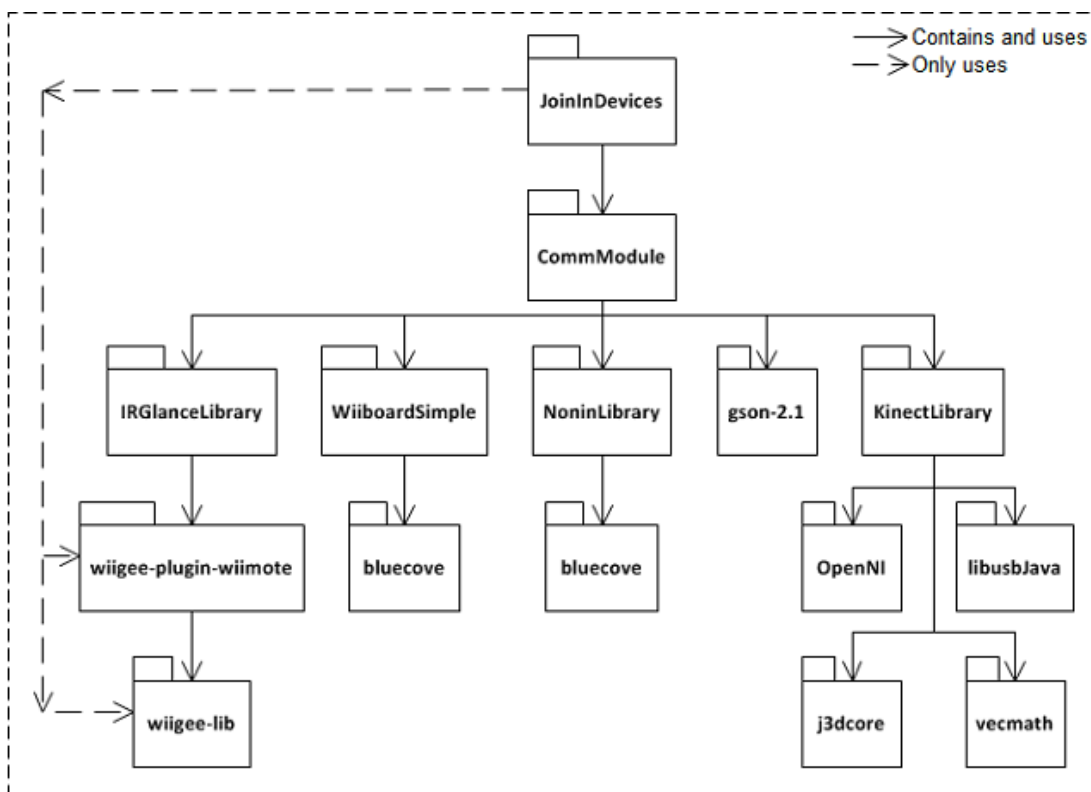 Contains and uses
Only uses
JoinInDevices
CommModule
IRGlanceLibrary
WiiboardSimple
NoninLibrary
gson-2.1
KinectLibrary
wiigee-plugin-wiimote
bluecove
bluecove
OpenNI
libusbJava
wiigee-lib
j3dcore
vecmath